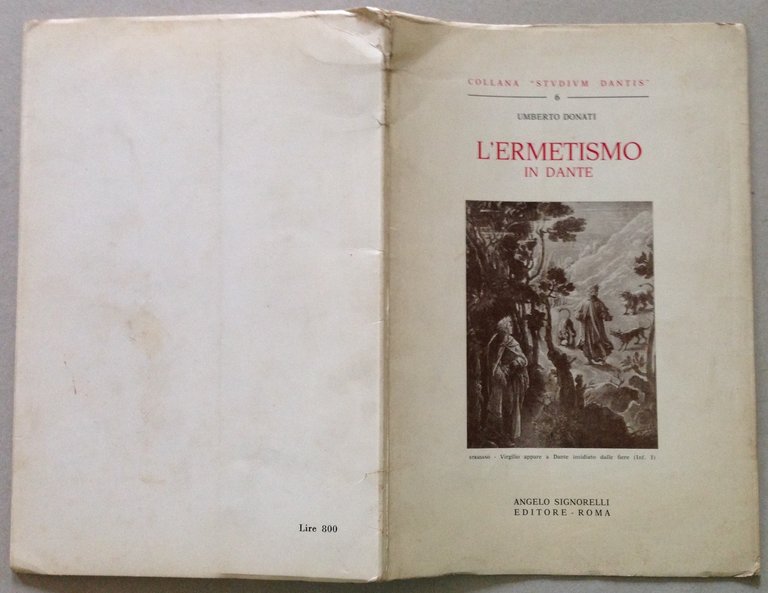 COLLANA "STVDIVM DANTIS"
6
UMBERTO DONATI
L'ERMETISMO
IN DANTE
STRADANO - Virgilio appare a Dante insidiato dalle fiere (Inf. I)
ANGELO SIGNORELLI
EDITORE - ROMA
Lire 800